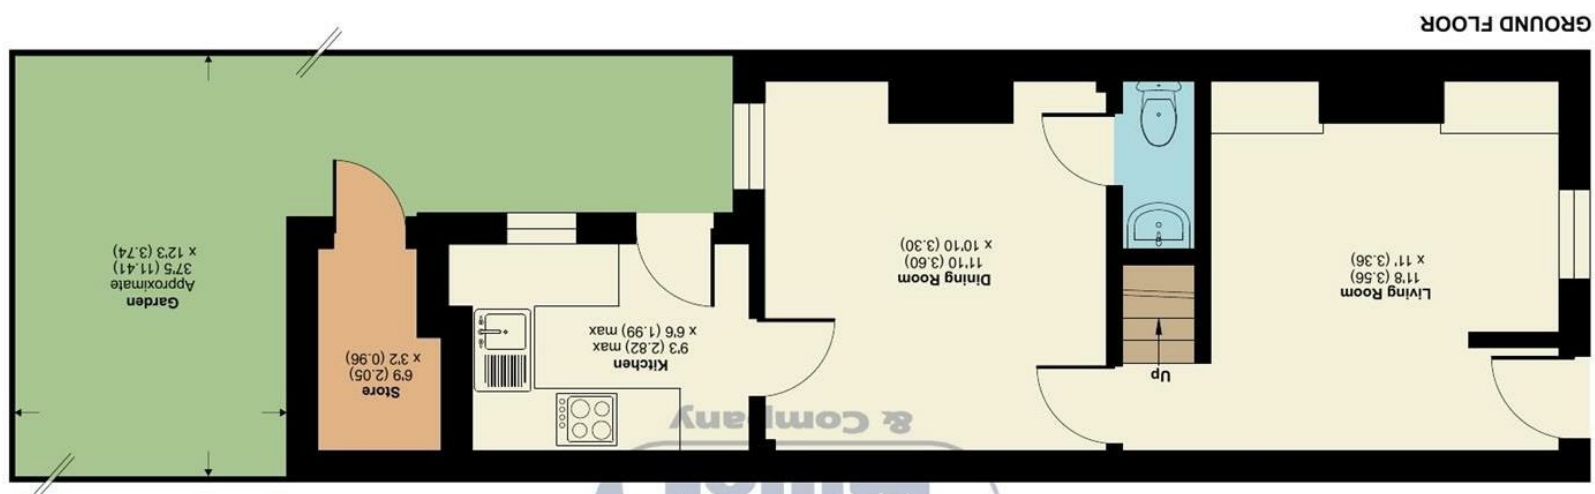 & Company
Up
Living Room
11'8 (3.56)
x 11' (3.36)
Dining Room
11'10 (3.60)
x 10'10 (3.30)
Kitchen
9'3 (2.82) max
x 6'6 (1.99) max
Store
6'9 (2.05)
x 3'2 (0.96)
Garden
Approximate
37'5 (11.41)
x 12'3 (3.74)
GROUND FLOOR